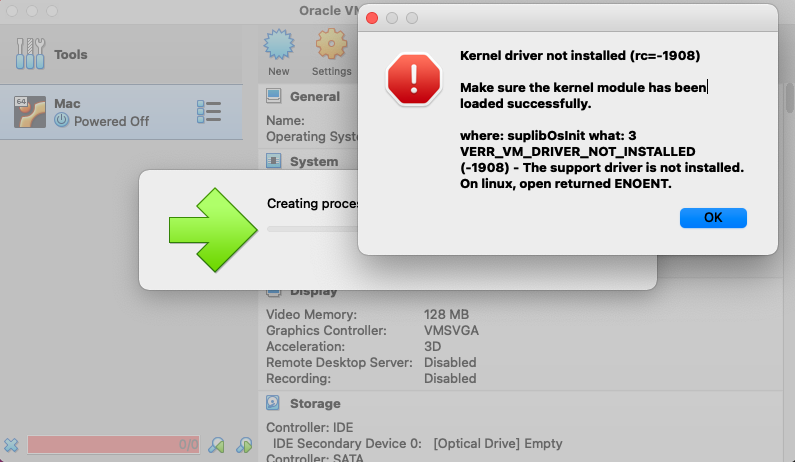 Oracle VM
Tools
New
Settings
64
Mac
Powered Off
General
Name:
Operating Syste
System
Creating proces
Kernel driver not installed (rc=-1908)
Make sure the kernel module has been
loaded successfully.
where: suplibOsInit what: 3
VERR_VM_DRIVER_NOT_INSTALLED
(-1908) - The support driver is not installed.
On linux, open returned ENOENT.
OK
Display
Video Memory: 128 MB
Graphics Controller: VMSVGA
Acceleration: 3D
Remote Desktop Server: Disabled
Recording: Disabled
Storage
Controller: IDE
IDE Secondary Device 0: [Optical Drive] Empty
Controller: SATA
0/0